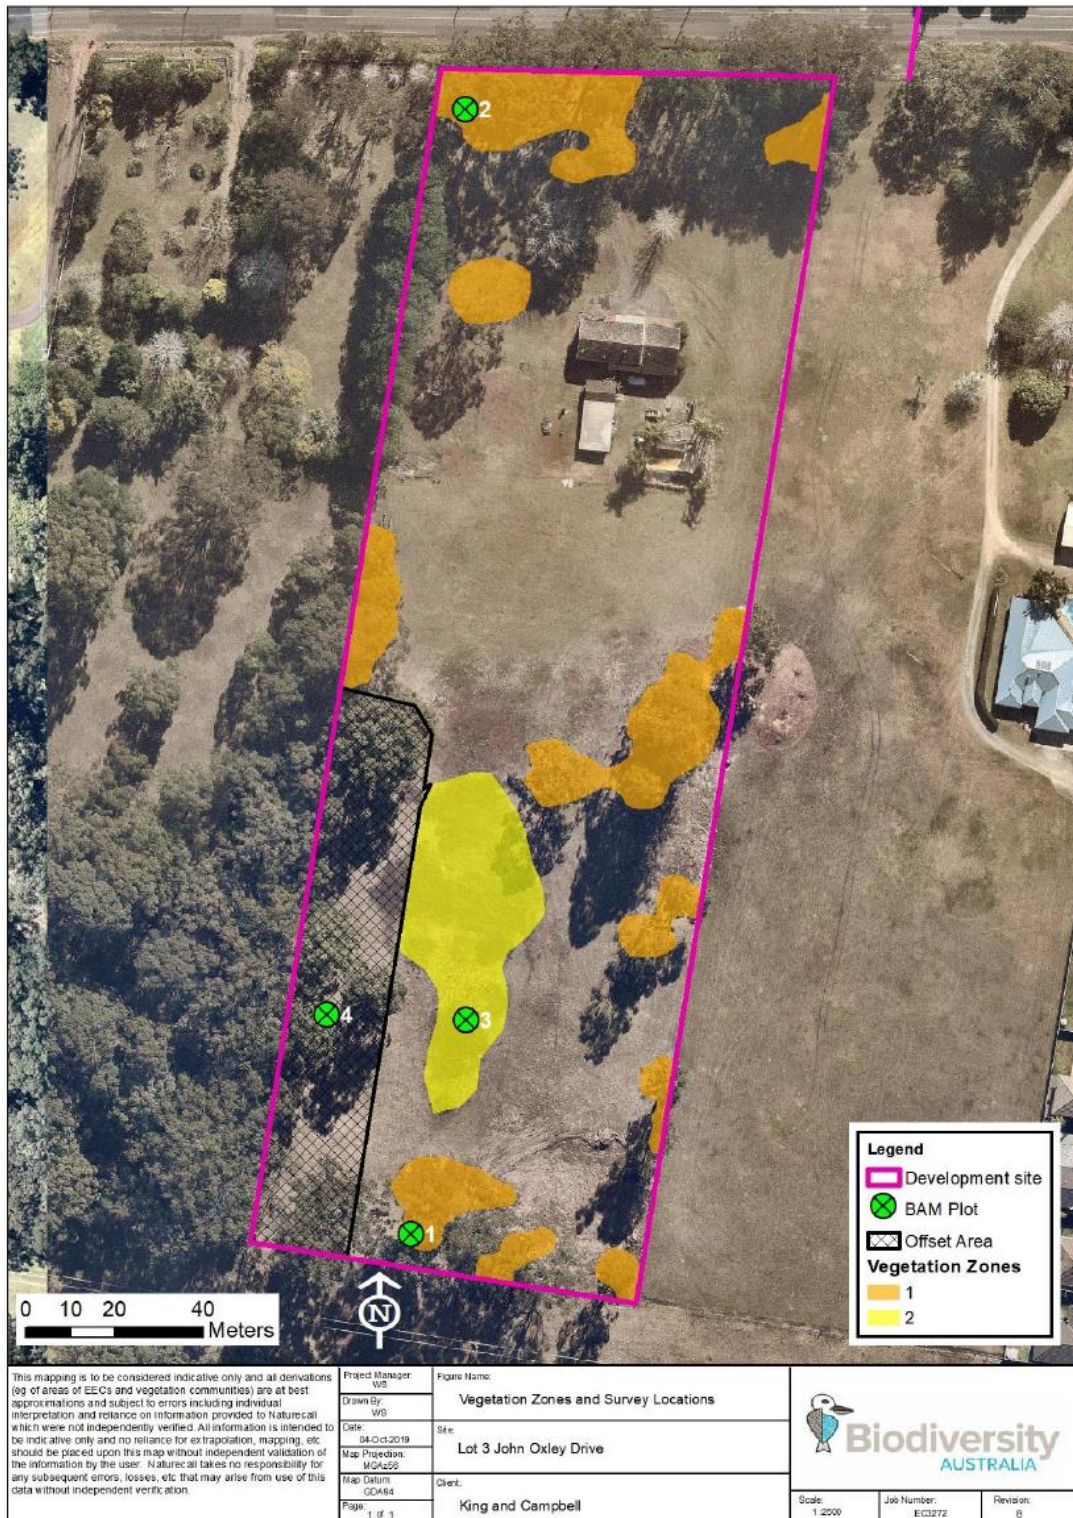 2
4
3
1
Legend
Development site
BAM Plot
Offset Area
Vegetation Zones
1
2
0 10 20 40
Meters
N
This mapping is to be considered indicative only and all derivations
(eg of areas of EECs and vegetation communities) are at best
approximations and subject to errors including individual
interpretation and reliance on information provided to Naturecall
which were not independently verified. All information is intended to
be indicative only and no reliance for extrapolation, mapping, etc
should be placed upon this map without independent validation of
the information by the user. Naturecall takes no responsibility for
any subsequent errors, losses, etc that may arise from use of this
data without independent verification.
Project Manager:
WS
Drawn By:
WS
Date:
04-Oct-2019
Map Projection:
MGAz56
Map Datum:
GDA94
Page:
1 of 1
Figure Name:
Vegetation Zones and Survey Locations
Site:
Lot 3 John Oxley Drive
Client:
King and Campbell
Biodiversity
AUSTRALIA
Scale:
1:2500
Job Number:
EC3272
Revision:
B